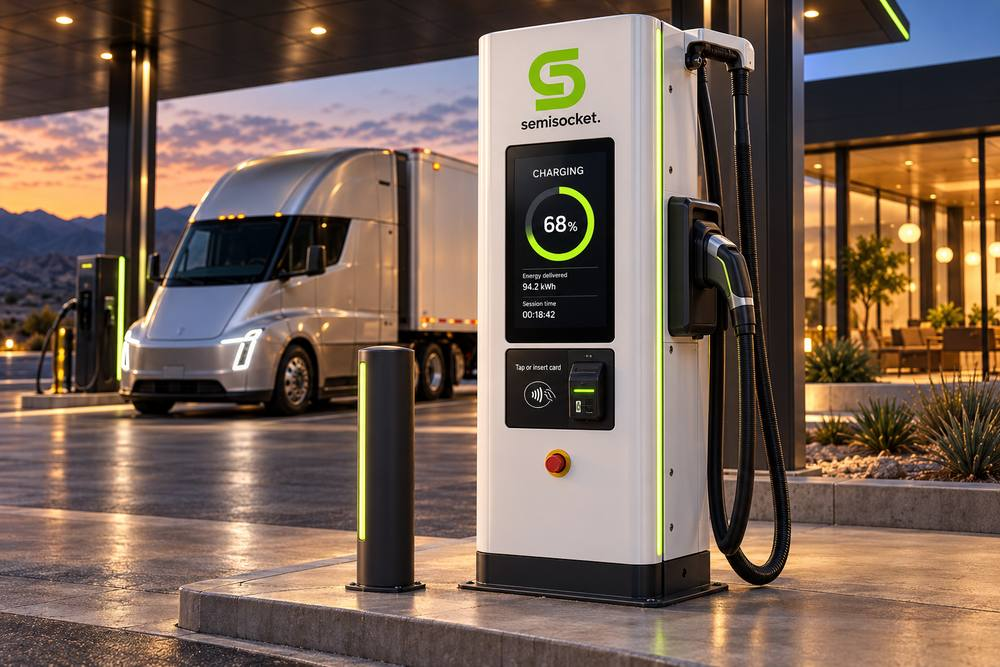 semisocket.
CHARGING
68%
Energy delivered
94.2 kWh
Session time
00:18:42
Tap or insert card